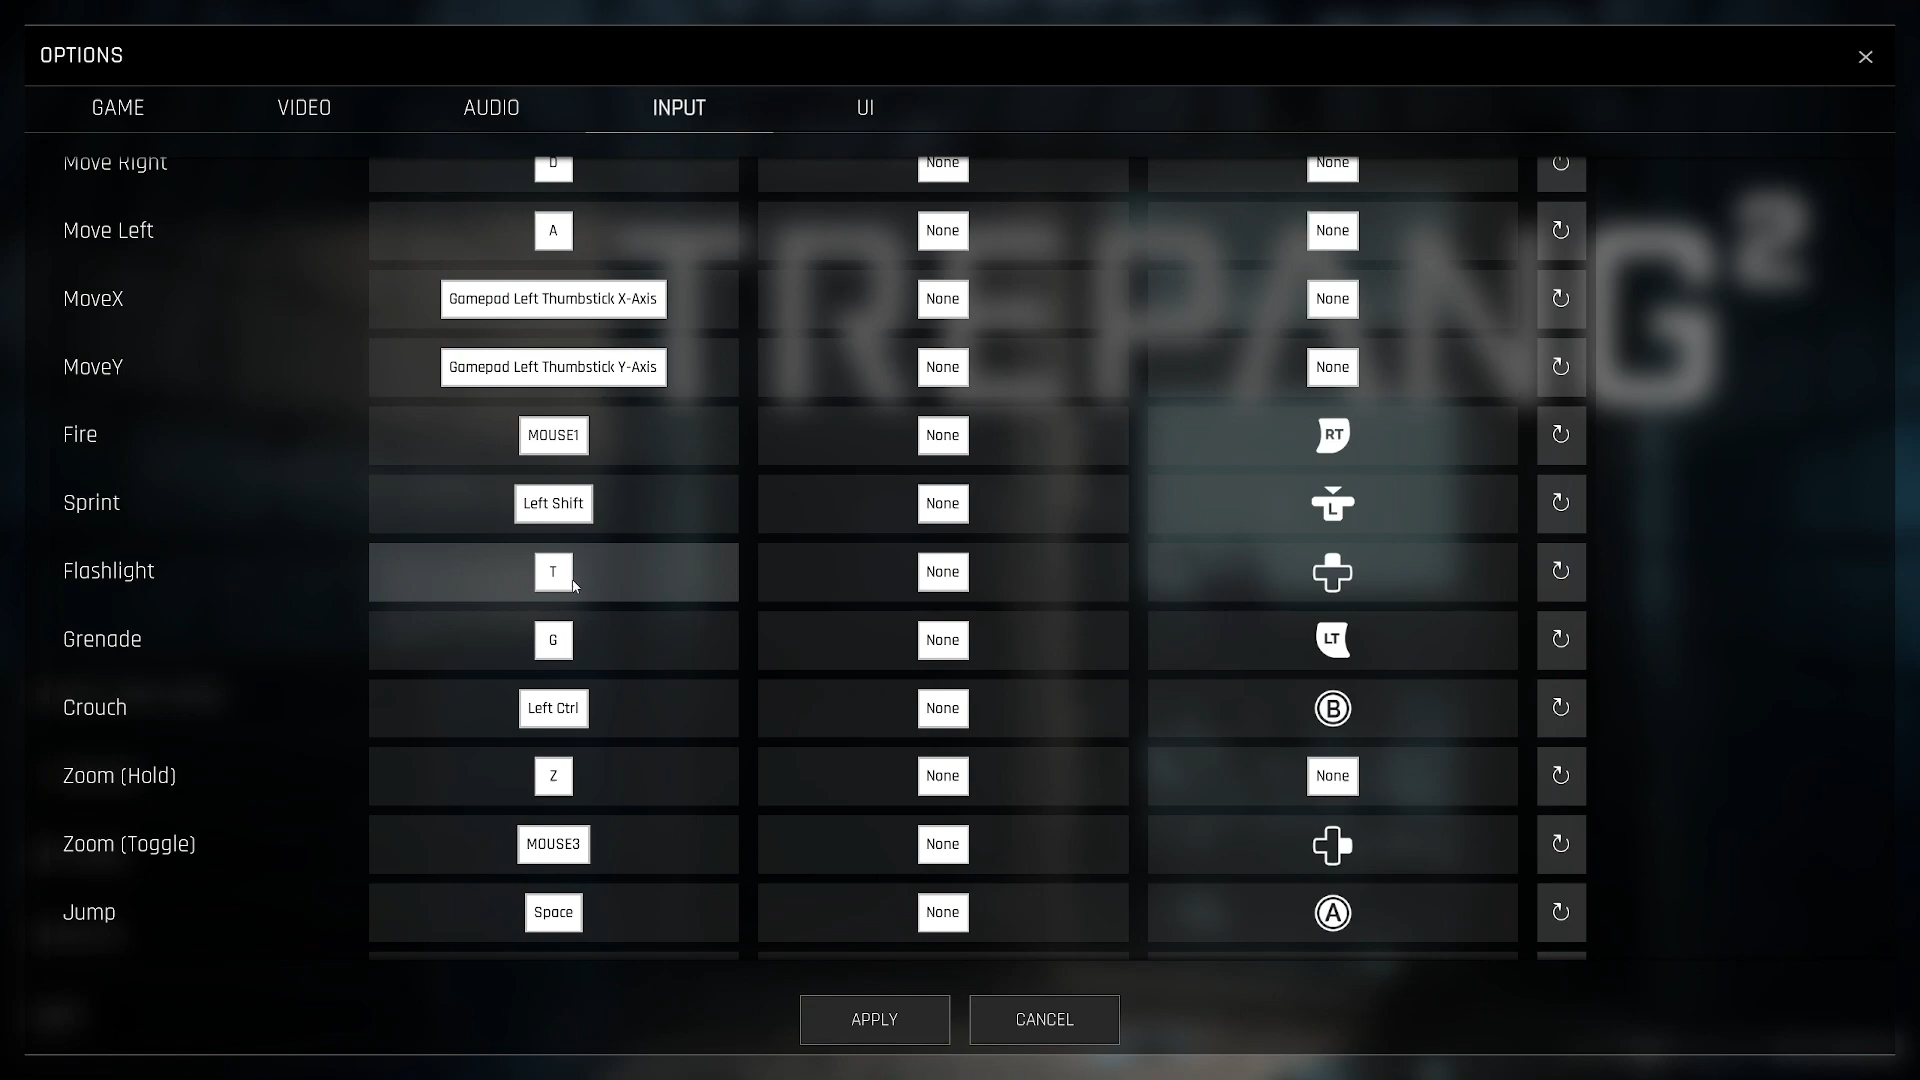 OPTIONS
GAME VIDEO AUDIO INPUT UI
Move Right D None None
Move Left A None None
MoveX Gamepad Left Thumbstick X-Axis None None
MoveY Gamepad Left Thumbstick Y-Axis None None
TREPANG²
Fire MOUSE1 None RT
Sprint Left Shift None L
Flashlight T None
Grenade G None LT
Crouch Left Ctrl None B
Zoom (Hold) Z None None
Zoom (Toggle) MOUSE3 None
Jump Space None A
APPLY CANCEL